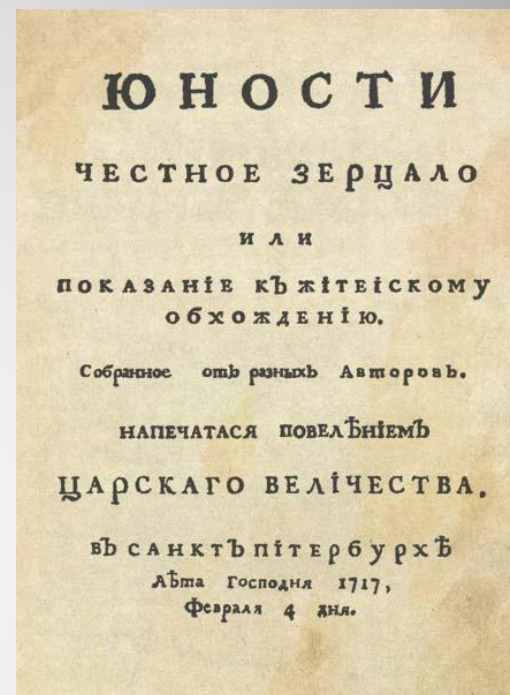 ЮНОСТИ
ЧЕСТНОЕ ЗЕРЦАЛО
ИЛИ
ПОКАЗАНІЕ КЪ ЖІТЕІСКОМУ
ОБХОЖДЕНІЮ.
Собранное отъ разныхъ Авторовъ.
НАПЕЧАТАСЯ ПОВЕЛѢНІЕМЪ
ЦАРСКАГО ВЕЛІЧЕСТВА.
ВЪ САНКТЪПІТЕРБУРХѢ
Лѣта Господня 1717,
Февраля 4 дня.